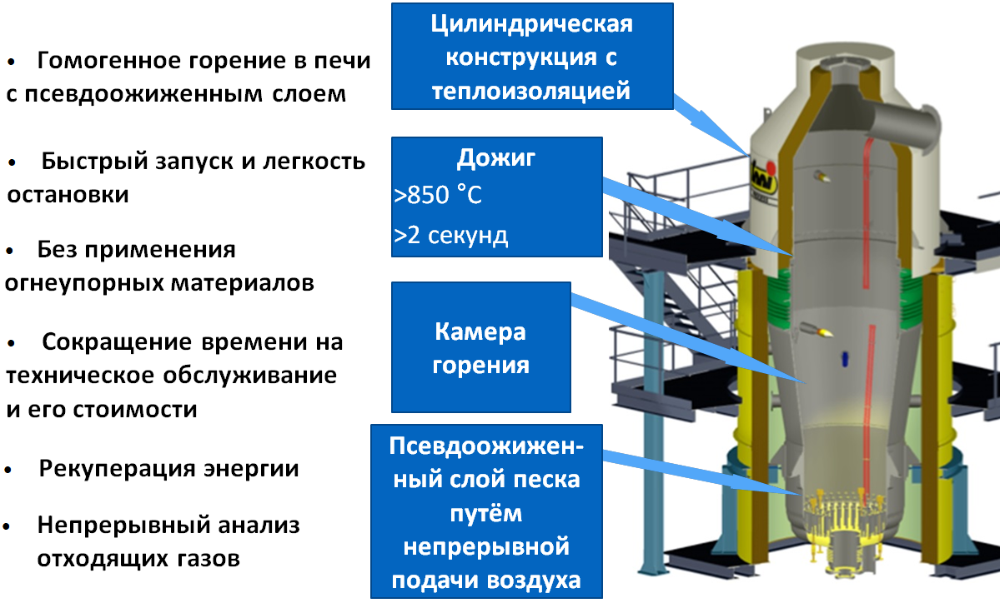 • Гомогенное горение в печи
с псевдоожиженным слоем
• Быстрый запуск и легкость
остановки
• Без применения
огнеупорных материалов
• Сокращение времени на
техническое обслуживание
и его стоимости
• Рекуперация энергии
• Непрерывный анализ
отходящих газов
Цилиндрическая
конструкция с
теплоизоляцией
Дожиг
>850 °C
>2 секунд
Камера
горения
Псевдоожижен-
ный слой песка
путём
непрерывной
подачи воздуха